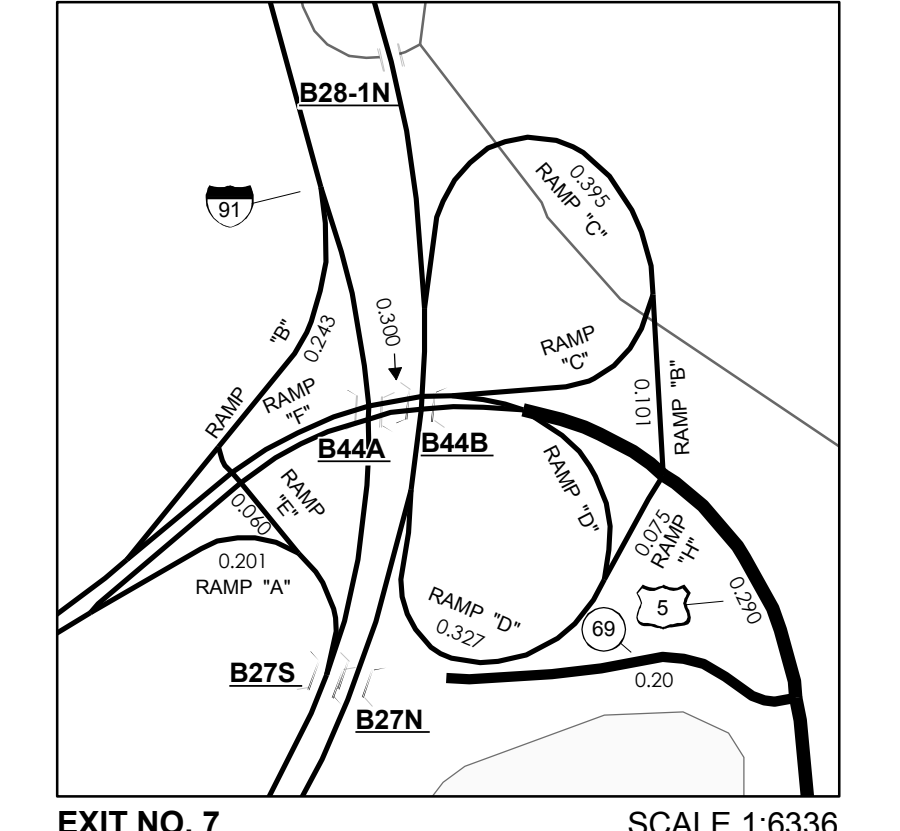 B28-1N
91
0.395
RAMP "C"
0.300
"B"
0.243
RAMP
RAMP
"F"
RAMP
"C"
0.101
RAMP "B"
B44A
B44B
RAMP
"E"
0.060
RAMP "D"
0.075
RAMP
"H"
0.201
RAMP "A"
5
0.290
RAMP "D"
0.327
69
B27S
0.20
B27N
EXIT NO. 7
SCALE 1:6336